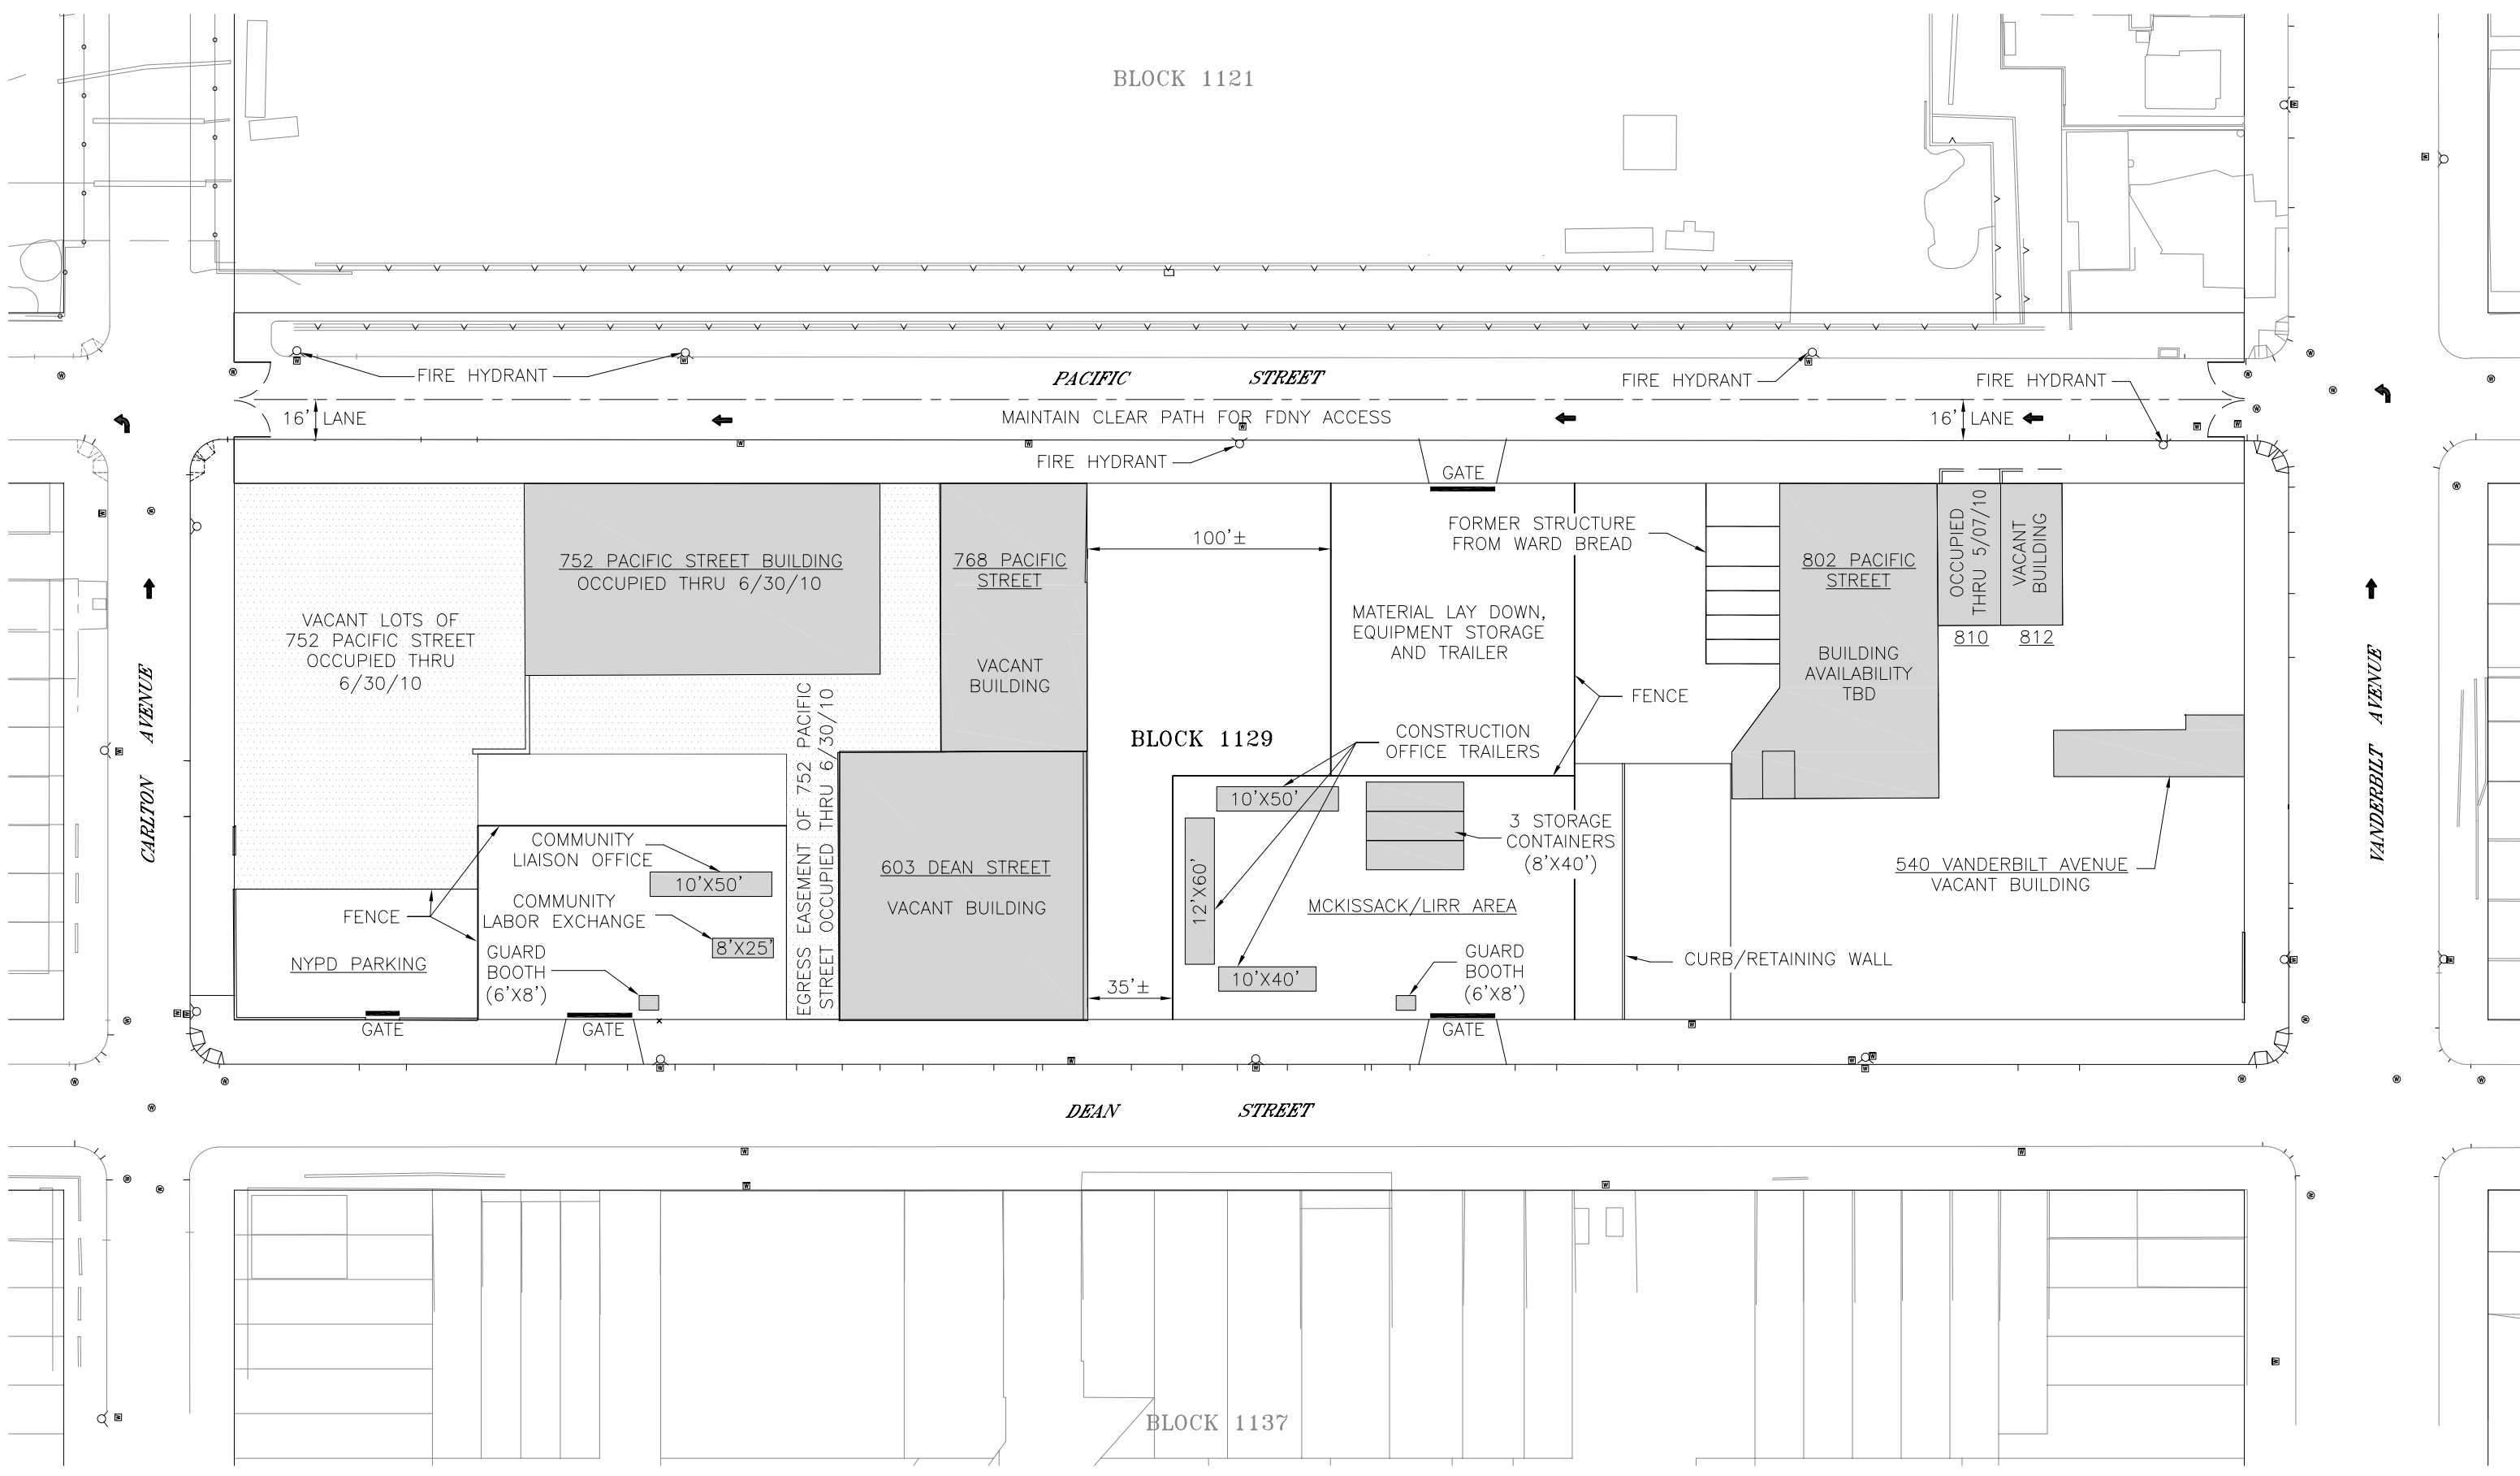 BLOCK 1121
FIRE HYDRANT
PACIFIC STREET
FIRE HYDRANT
FIRE HYDRANT
16' LANE
MAINTAIN CLEAR PATH FOR FDNY ACCESS
16' LANE
FIRE HYDRANT
GATE
CARLTON AVENUE
VACANT LOTS OF
752 PACIFIC STREET
OCCUPIED THRU
6/30/10
752 PACIFIC STREET BUILDING
OCCUPIED THRU 6/30/10
768 PACIFIC
STREET
VACANT
BUILDING
100'±
MATERIAL LAY DOWN,
EQUIPMENT STORAGE
AND TRAILER
FORMER STRUCTURE
FROM WARD BREAD
802 PACIFIC
STREET
BUILDING
AVAILABILITY
TBD
OCCUPIED
THRU 5/07/10
810
VACANT
BUILDING
812
FENCE
BLOCK 1129
CONSTRUCTION
OFFICE TRAILERS
EGRESS EASEMENT OF 752 PACIFIC
STREET OCCUPIED THRU 6/30/10
COMMUNITY
LIAISON OFFICE
10'X50'
COMMUNITY
LABOR EXCHANGE
8'X25'
FENCE
NYPD PARKING
GUARD
BOOTH
(6'X8')
GATE
GATE
603 DEAN STREET
VACANT BUILDING
35'±
10'X50'
12'X60'
10'X40'
3 STORAGE
CONTAINERS
(8'X40')
MCKISSACK/LIRR AREA
GUARD
BOOTH
(6'X8')
GATE
CURB/RETAINING WALL
540 VANDERBILT AVENUE
VACANT BUILDING
VANDERBILT AVENUE
DEAN STREET
BLOCK 1137